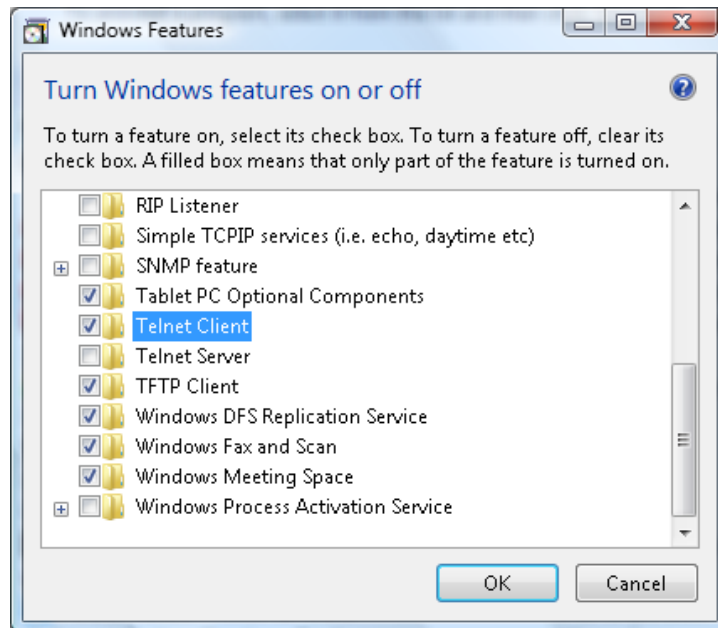 Windows Features
Turn Windows features on or off
To turn a feature on, select its check box. To turn a feature off, clear its
check box. A filled box means that only part of the feature is turned on.
RIP Listener
Simple TCPIP services (i.e. echo, daytime etc)
SNMP feature
Tablet PC Optional Components
Telnet Client
Telnet Server
TFTP Client
Windows DFS Replication Service
Windows Fax and Scan
Windows Meeting Space
Windows Process Activation Service
OK
Cancel